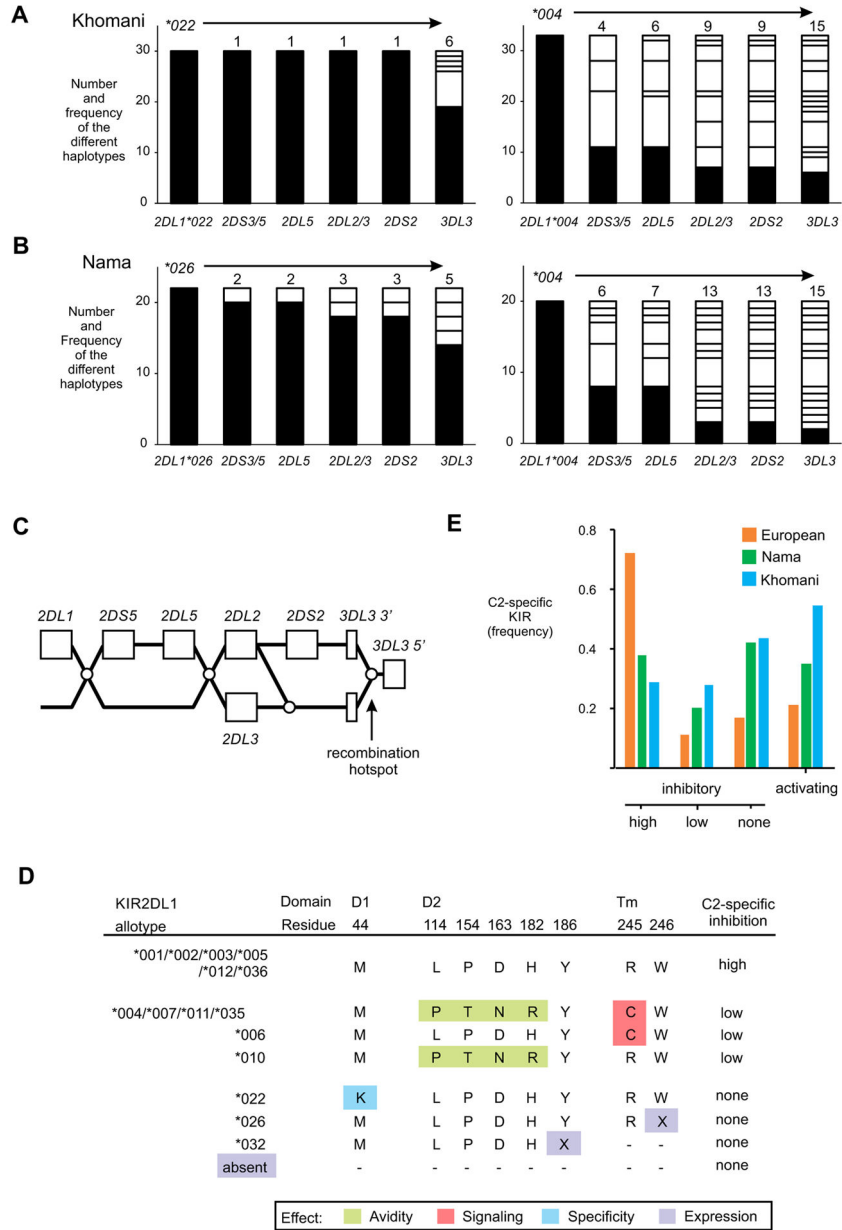 A
Khomani
*022
1 1 1 1 6
30
20
10
0
Number
and
frequency
of the
different
haplotypes
2DL1*022 2DS3/5 2DL5 2DL2/3 2DS2 3DL3
*004
4 6 9 9 15
30
20
10
0
2DL1*004 2DS3/5 2DL5 2DL2/3 2DS2 3DL3
B
Nama
*026
2 2 3 3 5
20
10
0
Number
and
Frequency
of the
different
haplotypes
2DL1*026 2DS3/5 2DL5 2DL2/3 2DS2 3DL3
*004
6 7 13 13 15
20
10
0
2DL1*004 2DS3/5 2DL5 2DL2/3 2DS2 3DL3
C
2DL1 2DS5 2DL5 2DL2 2DS2 3DL3 3'
3DL3 5'
2DL3
recombination
hotspot
E
0.8
0.6
0.4
0.2
C2-specific
KIR
(frequency)
European
Nama
Khomani
inhibitory activating
high low none
D
KIR2DL1 Domain D1 D2 Tm C2-specific
allotype Residue 44 114 154 163 182 186 245 246 inhibition
*001/*002/*003/*005
/*012/*036 M L P D H Y R W high
*004/*007/*011/*035 M P T N R Y C W low
*006 M L P D H Y C W low
*010 M P T N R Y R W low
*022 K L P D H Y R W none
*026 M L P D H Y R X none
*032 M L P D H X - - none
absent - - - - - - - - none
Effect: Avidity Signaling Specificity Expression